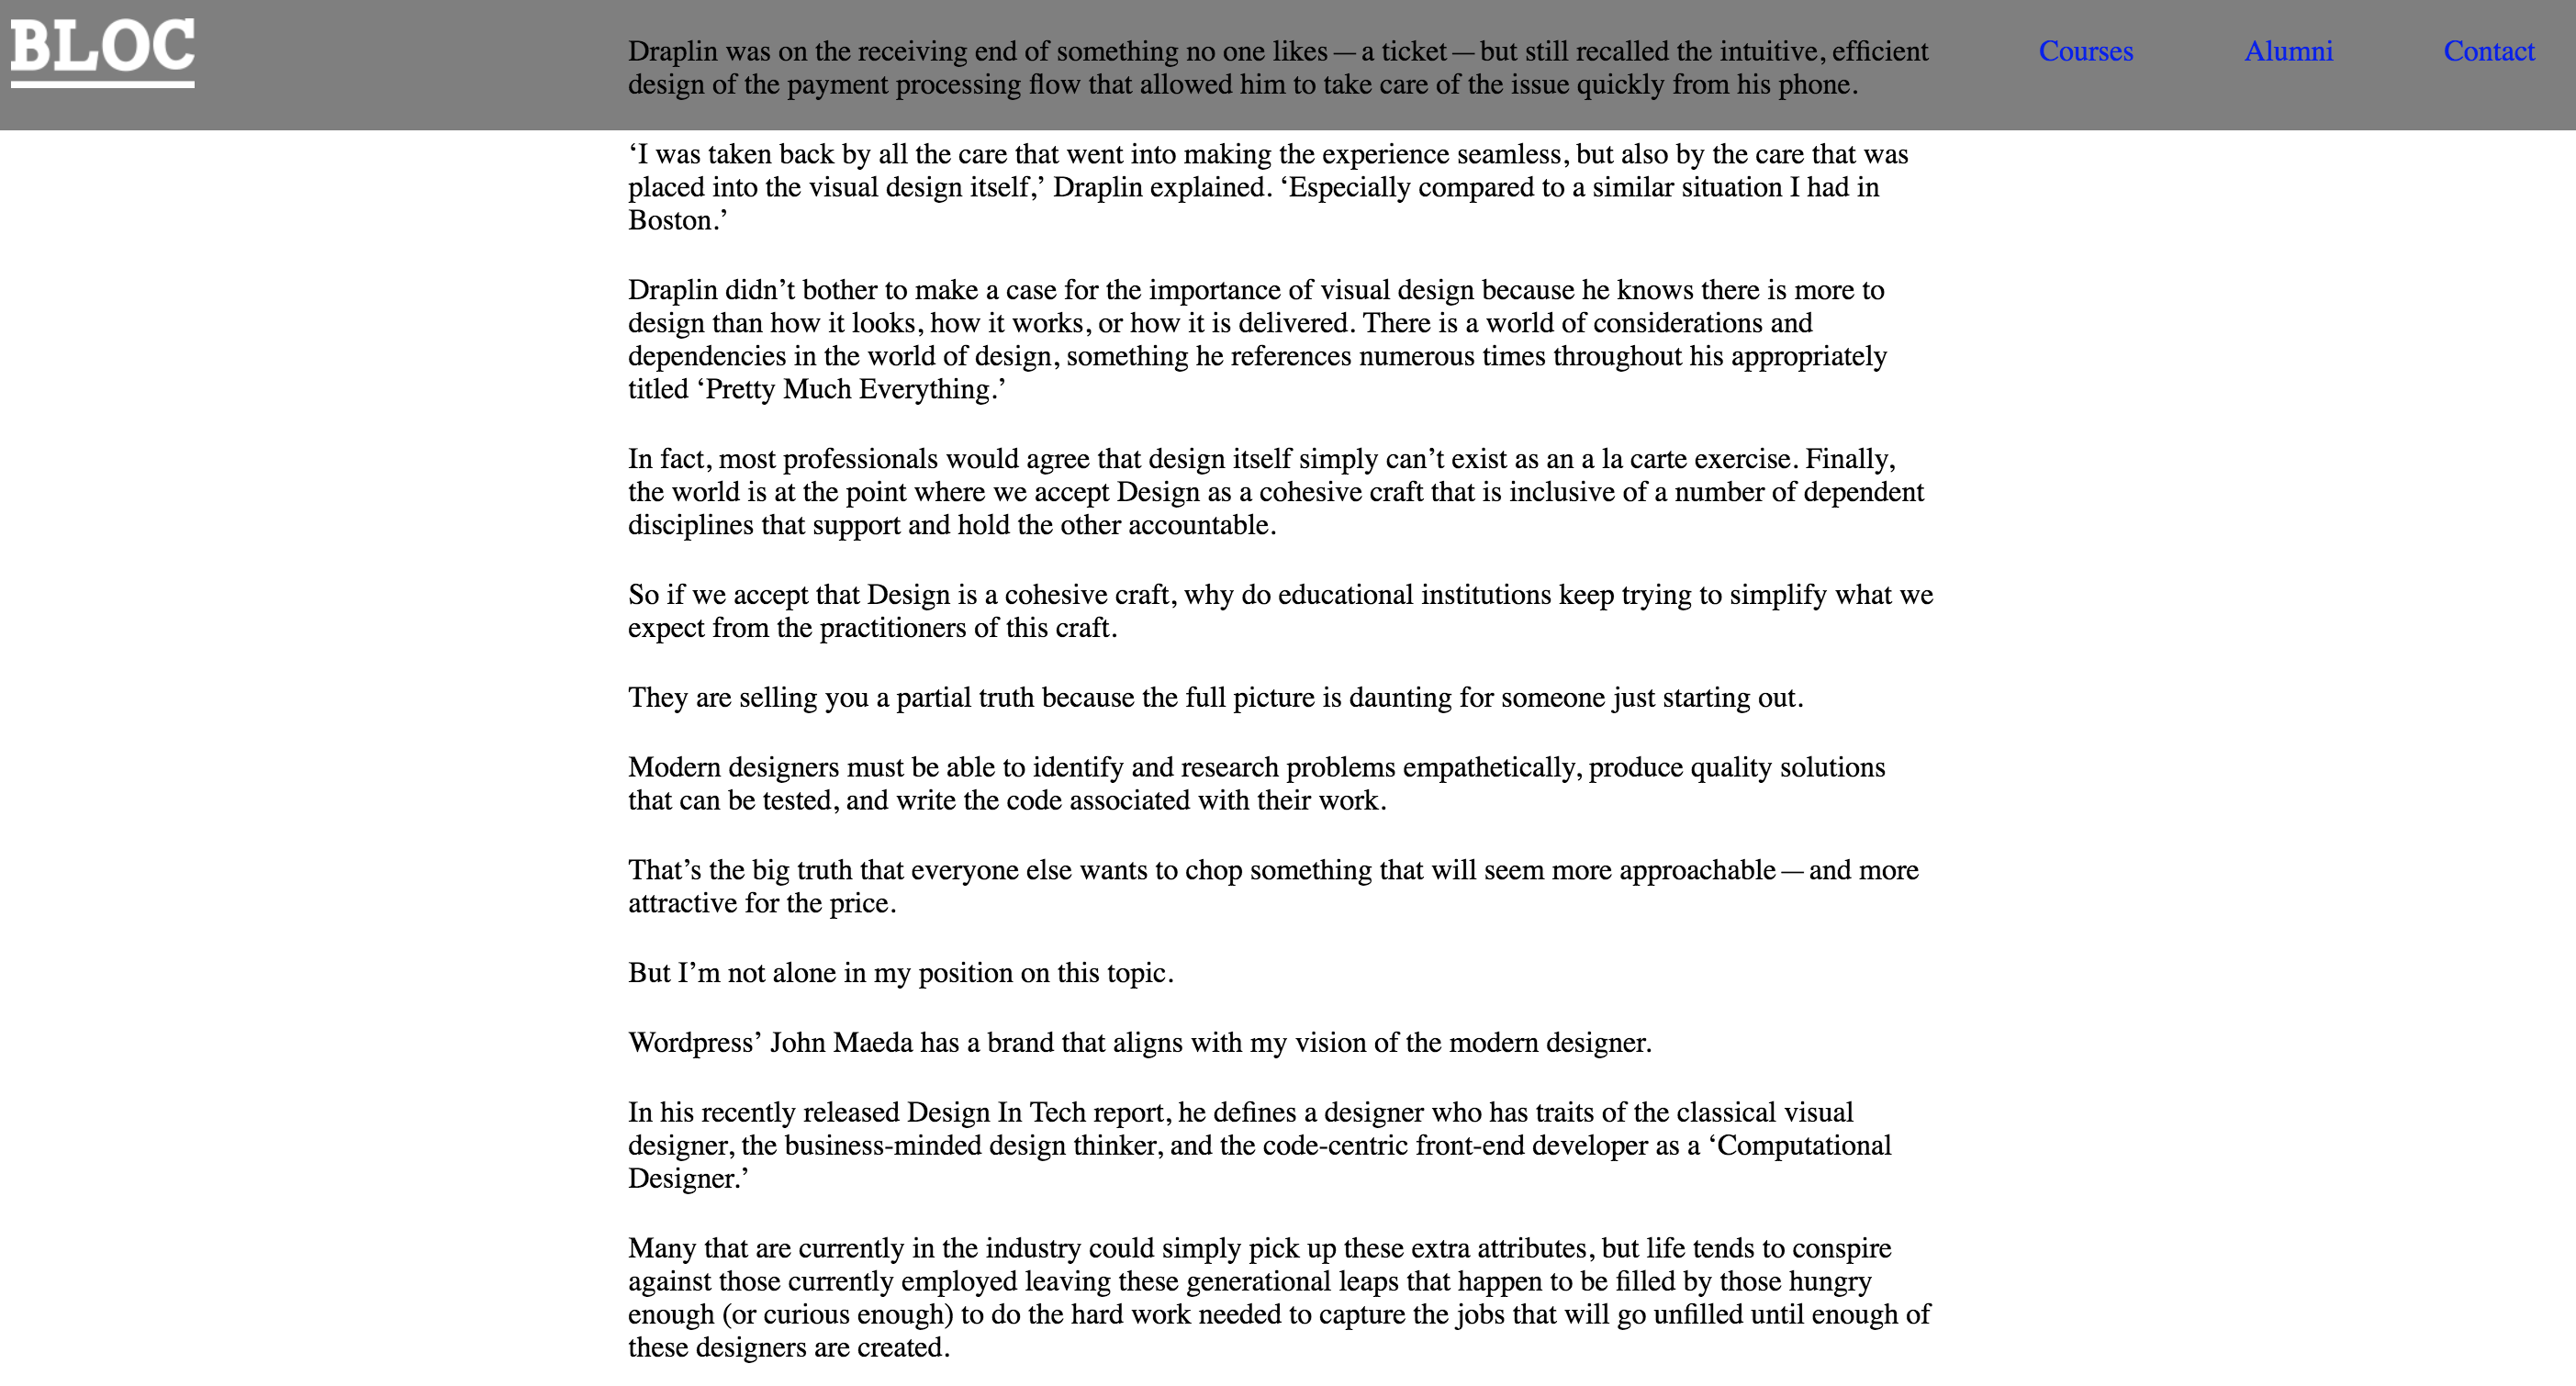 BLOC
Courses
Alumni
Contact
Draplin was on the receiving end of something no one likes — a ticket — but still recalled the intuitive, efficient
design of the payment processing flow that allowed him to take care of the issue quickly from his phone.
‘I was taken back by all the care that went into making the experience seamless, but also by the care that was
placed into the visual design itself,’ Draplin explained. ‘Especially compared to a similar situation I had in
Boston.’
Draplin didn’t bother to make a case for the importance of visual design because he knows there is more to
design than how it looks, how it works, or how it is delivered. There is a world of considerations and
dependencies in the world of design, something he references numerous times throughout his appropriately
titled ‘Pretty Much Everything.’
In fact, most professionals would agree that design itself simply can’t exist as an a la carte exercise. Finally,
the world is at the point where we accept Design as a cohesive craft that is inclusive of a number of dependent
disciplines that support and hold the other accountable.
So if we accept that Design is a cohesive craft, why do educational institutions keep trying to simplify what we
expect from the practitioners of this craft.
They are selling you a partial truth because the full picture is daunting for someone just starting out.
Modern designers must be able to identify and research problems empathetically, produce quality solutions
that can be tested, and write the code associated with their work.
That’s the big truth that everyone else wants to chop something that will seem more approachable — and more
attractive for the price.
But I’m not alone in my position on this topic.
Wordpress’ John Maeda has a brand that aligns with my vision of the modern designer.
In his recently released Design In Tech report, he defines a designer who has traits of the classical visual
designer, the business-minded design thinker, and the code-centric front-end developer as a ‘Computational
Designer.’
Many that are currently in the industry could simply pick up these extra attributes, but life tends to conspire
against those currently employed leaving these generational leaps that happen to be filled by those hungry
enough (or curious enough) to do the hard work needed to capture the jobs that will go unfilled until enough of
these designers are created.